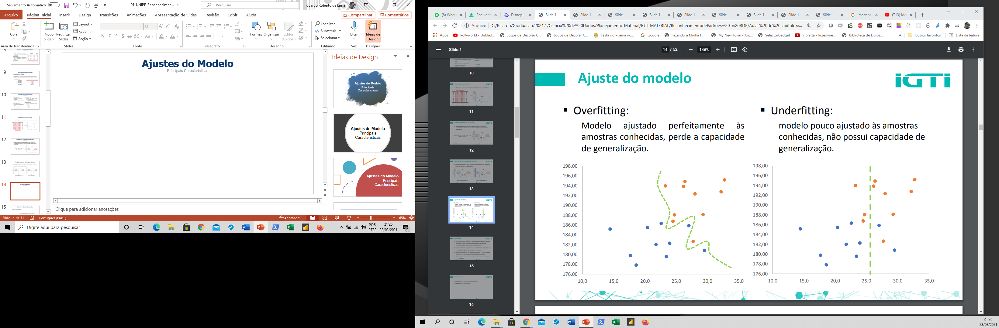 Salvamento Automático
01-UNIPE-Reconhecimen...
Pesquisar
Ricardo Roberto de Lima
Arquivo
Página Inicial
Inserir
Design
Transições
Animações
Apresentação de Slides
Revisão
Exibir
Ajuda
Compartilhar
Comentários
Colar
Novo
Slide
Reutilizar
Slides
Layout
Redefinir
Seção
38
N I S S ab AV Aa A
Formas
Organizar
Estilos
Rápidos
Localizar
Substituir
Selecionar
Ditar
Ideias de
Design
Área de Transferência
Slides
Fonte
Parágrafo
Desenho
Editando
Voz
Designer
8
9
10
11
12
13
14
15
Ajustes do Modelo
Principais Características
Ideias de Design
Ajustes do Modelo
Principais
Características
Ajustes do Modelo
Principais
Características
Ajustes do Modelo
Principais
Características
Clique para adicionar anotações
Slide 14 de 31
Português (Brasil)
Anotações
65%
Digite aqui para pesquisar
POR
PTB2
21:26
28/03/2021
4
(8) Whats
Regulariz
Disney+
Slide 1
Slide 1
Slide 1
Slide 1
Slide 1
Slide 1
Slide 1
Slide 1
Slide 1
imagens
(713) Ide
Arquivo | C:/Ricardo/Graduacao/2021.1/Ciência%20de%20Dados/Planejamento-Material/IGTI-MATERIAL/ReconhecimentodePadroes%20-%20RDP/Aulas%20do%20capítulo%...
Apps
Pollyworld - Dublad...
Jogos de Decorar C...
Jogos de Decorar C...
Festa do Pijama no...
Google
Fazendo a Minha F...
My New Town - Jog...
SelectorGadget
Violetta - Pojedyne...
Biblioteca de Livros...
»
Outros favoritos
Lista de leitura
Slide 1
14 / 52
146%
10
11
12
13
14
15
16
Ajuste do modelo
iGTi
Overfitting:
Modelo ajustado perfeitamente às
amostras conhecidas, perde a capacidade
de generalização.
Underfitting:
modelo pouco ajustado às amostras
conhecidas, não possui capacidade de
generalização.
198,00
196,00
194,00
192,00
190,00
188,00
186,00
184,00
182,00
180,00
178,00
176,00
10,0 15,0 20,0 25,0 30,0 35,0
198,00
196,00
194,00
192,00
190,00
188,00
186,00
184,00
182,00
180,00
178,00
176,00
10,0 15,0 20,0 25,0 30,0 35,0
21:26
28/03/2021